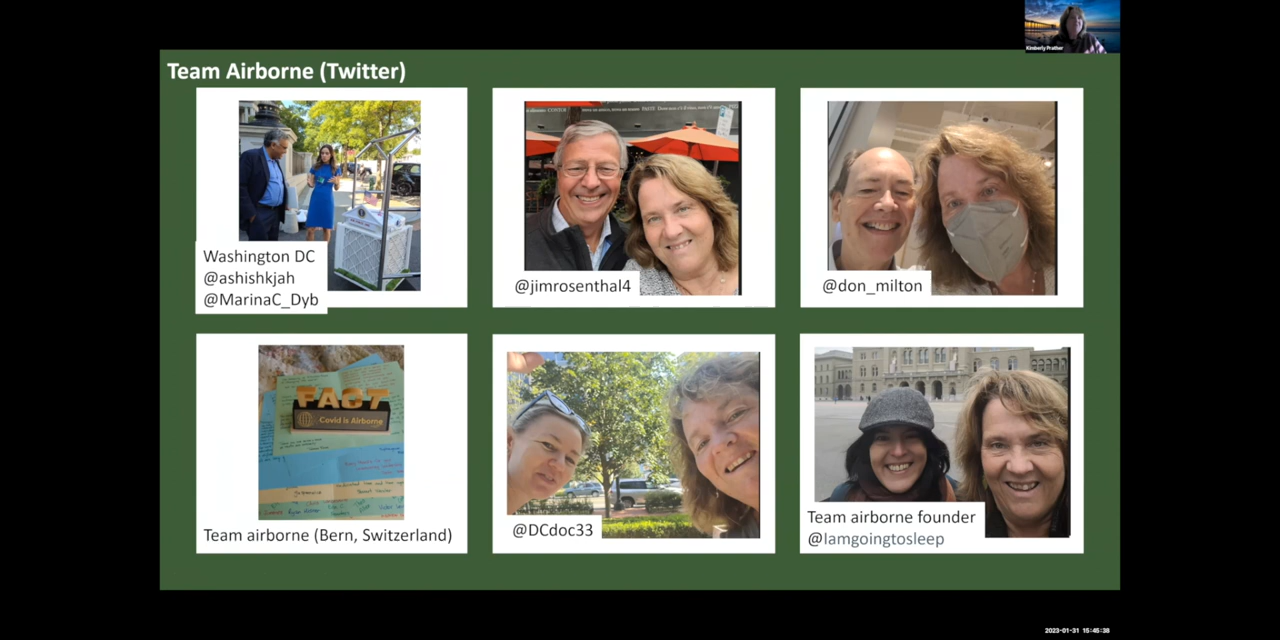 Kimberly Prather
Team Airborne (Twitter)
Washington DC
@ashishkjah
@MarinaC_Dyb
@jimrosenthal4
@don_milton
FACT
Covid is Airborne
Team airborne (Bern, Switzerland)
@DCdoc33
Team airborne founder
@Iamgoingtosleep
2023-01-31 15:45:38